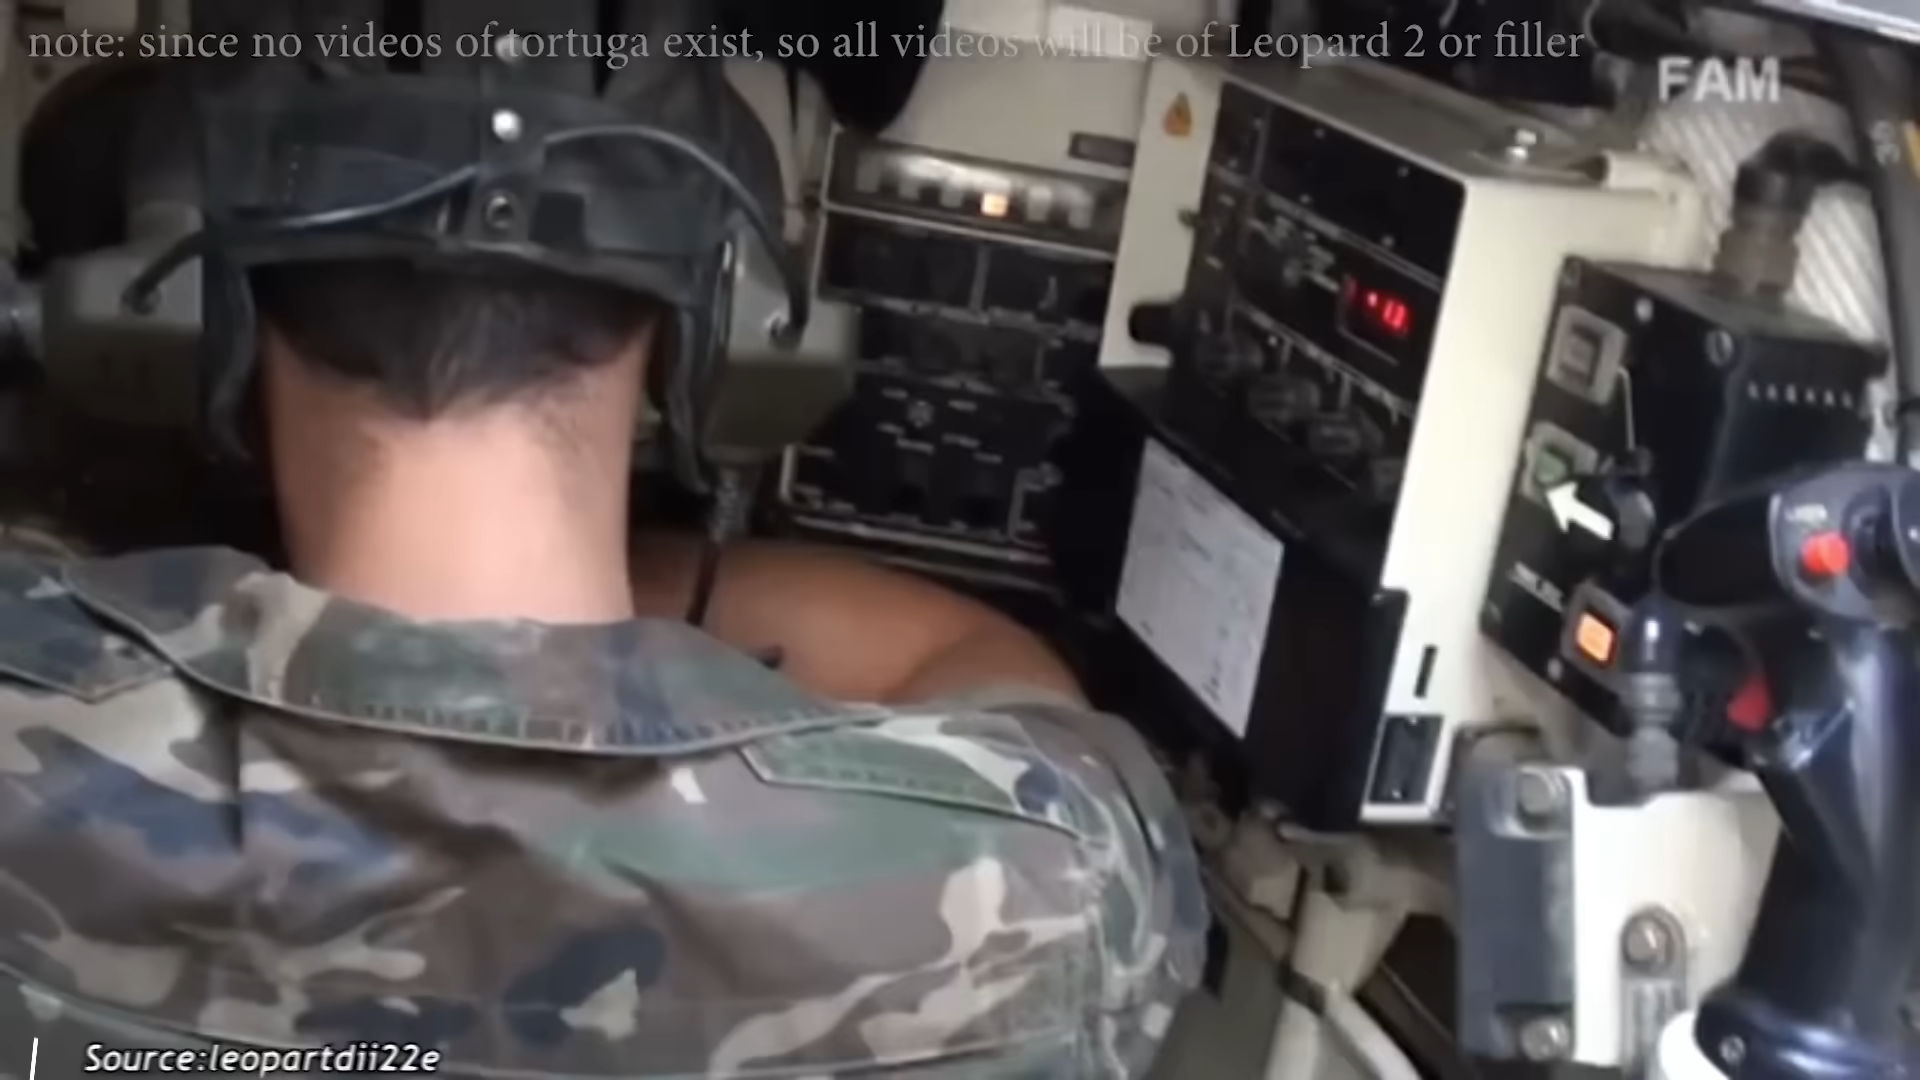 note: since no videos of tortuga exist, so all videos will be of Leopard 2 or filler
FAM
Source:leopartdii22e